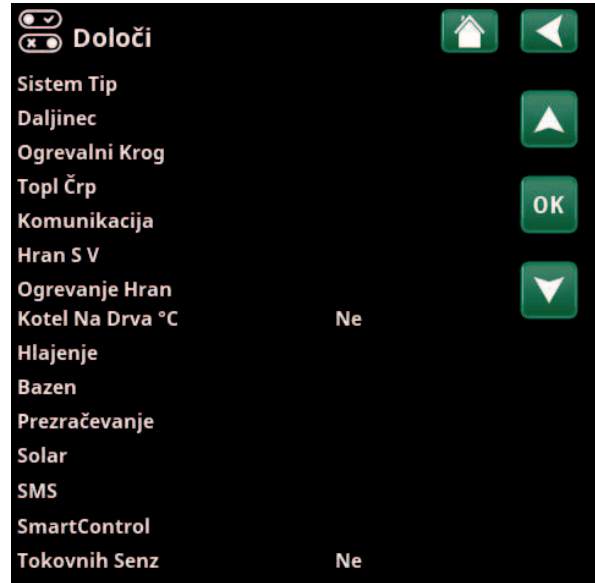 Določi
Sistem Tip
Daljinec
Ogrevalni Krog
Topl Črp
OK
Komunikacija
Hran S V
Ogrevanje Hran
Kotel Na Drva °C Ne
Hlajenje
Bazen
Prezračevanje
Solar
SMS
SmartControl
Tokovnih Senz Ne